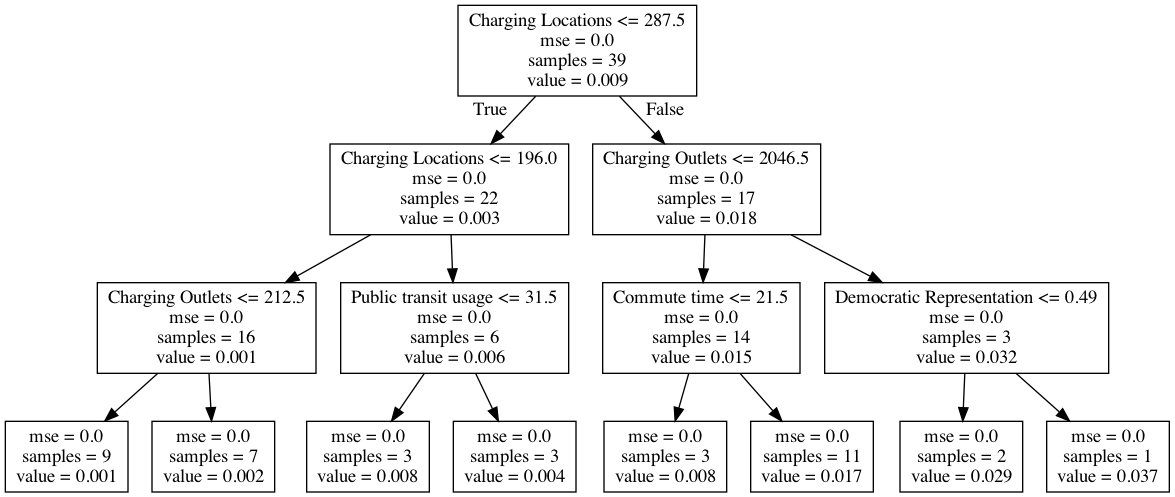 Charging Locations <= 287.5
mse = 0.0
samples = 39
value = 0.009
True
False
Charging Locations <= 196.0
mse = 0.0
samples = 22
value = 0.003
Charging Outlets <= 2046.5
mse = 0.0
samples = 17
value = 0.018
Charging Outlets <= 212.5
mse = 0.0
samples = 16
value = 0.001
Public transit usage <= 31.5
mse = 0.0
samples = 6
value = 0.006
Commute time <= 21.5
mse = 0.0
samples = 14
value = 0.015
Democratic Representation <= 0.49
mse = 0.0
samples = 3
value = 0.032
mse = 0.0
samples = 9
value = 0.001
mse = 0.0
samples = 7
value = 0.002
mse = 0.0
samples = 3
value = 0.008
mse = 0.0
samples = 3
value = 0.004
mse = 0.0
samples = 3
value = 0.008
mse = 0.0
samples = 11
value = 0.017
mse = 0.0
samples = 2
value = 0.029
mse = 0.0
samples = 1
value = 0.037